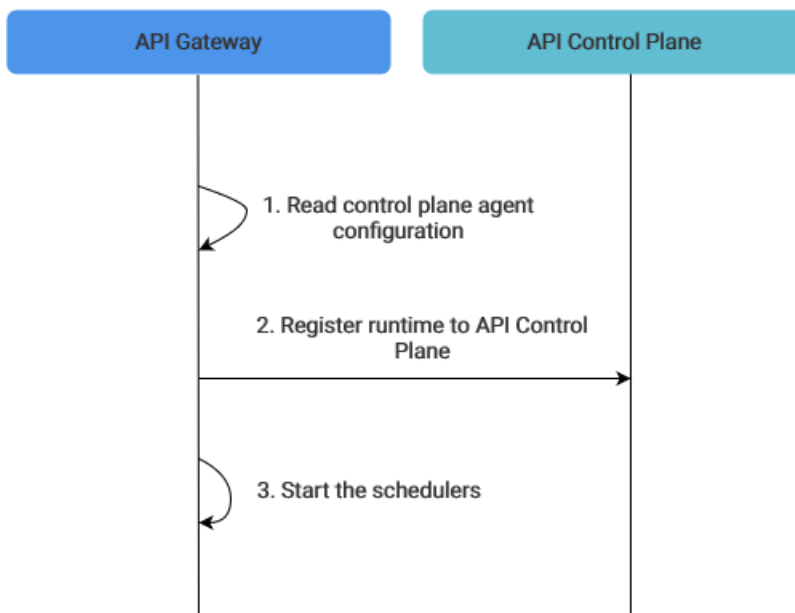 API Gateway
API Control Plane
1. Read control plane agent
configuration
2. Register runtime to API Control
Plane
3. Start the schedulers